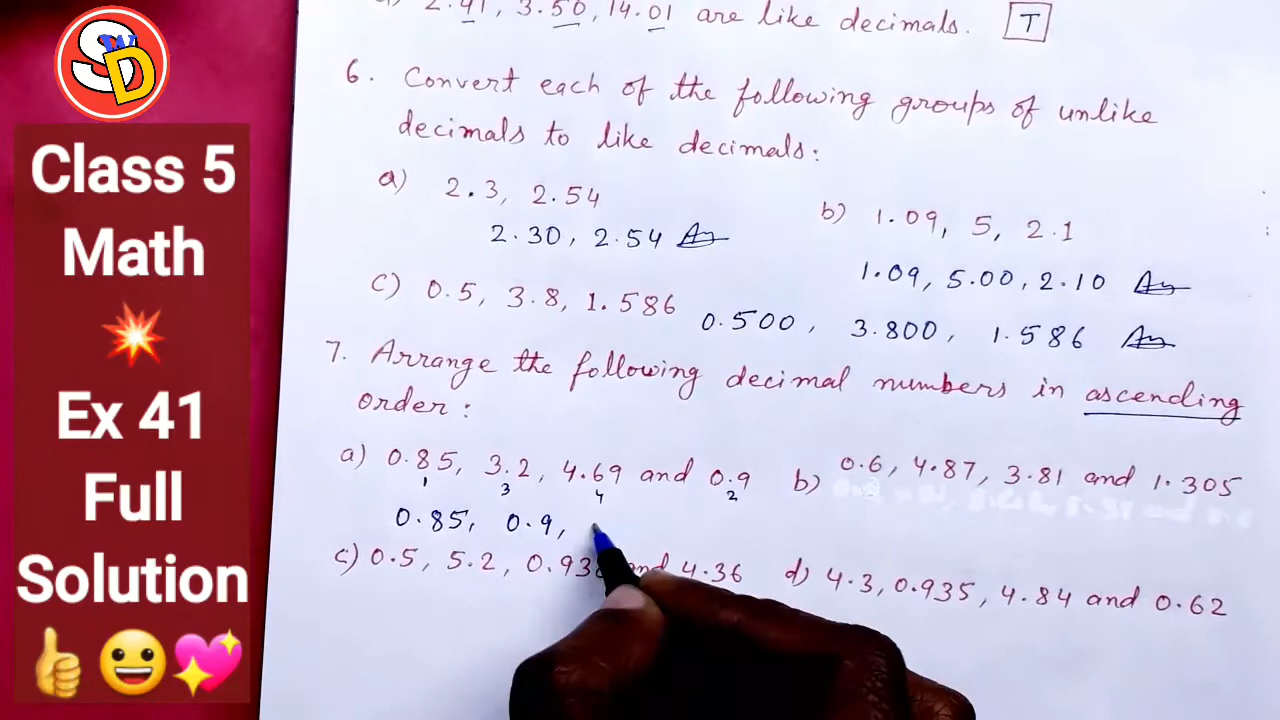 SWD
Class 5
Math
Ex 41
Full
Solution
2.41, 3.50, 14.01 are like decimals. T
6. Convert each of the following groups of unlike
decimals to like decimals:
a) 2.3, 2.54
2.30, 2.54 Ans
b) 1.09, 5, 2.1
1.09, 5.00, 2.10 Ans
c) 0.5, 3.8, 1.586
0.500, 3.800, 1.586 Ans
7. Arrange the following decimal numbers in ascending
order:
a) 0.85, 3.2, 4.69 and 0.9
1 3 4 2
0.85, 0.9,
b) 0.6, 4.87, 3.81 and 1.305
c) 0.5, 5.2, and 4.36
d) 4.3, 0.935, 4.84 and 0.62